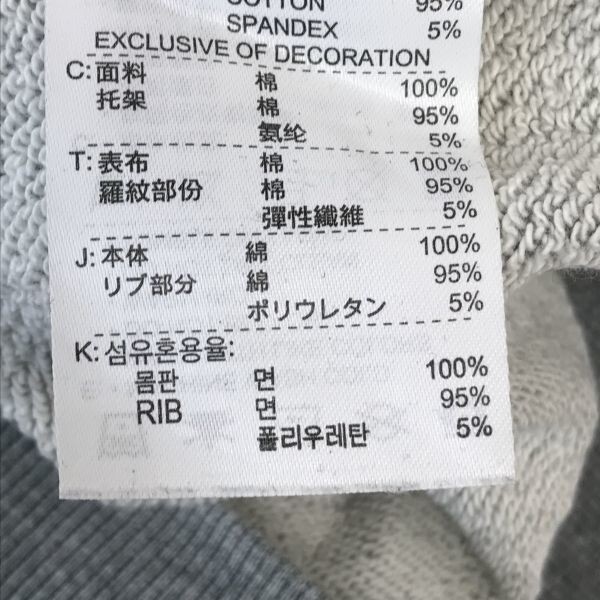 COTTON 95%
SPANDEX 5%
EXCLUSIVE OF DECORATION
C: 面料 棉 100%
托架 棉 95%
氨纶 5%
T: 表布 棉 100%
羅紋部份 棉 95%
彈性纖維 5%
J: 本体 綿 100%
リブ部分 綿 95%
ポリウレタン 5%
K: 섬유혼용율:
몸판 면 100%
RIB 면 95%
폴리우레탄 5%